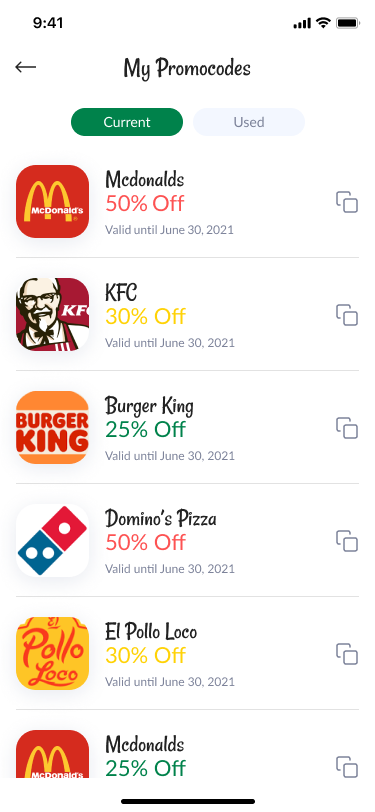 9:41
My Promocodes
Current
Used
McDonald's
Mcdonalds
50% Off
Valid until June 30, 2021
KFC
KFC
30% Off
Valid until June 30, 2021
BURGER
KING
Burger King
25% Off
Valid until June 30, 2021
Domino's Pizza
50% Off
Valid until June 30, 2021
El
Pollo
Loco
El Pollo Loco
30% Off
Valid until June 30, 2021
McDonald's
Mcdonalds
25% Off